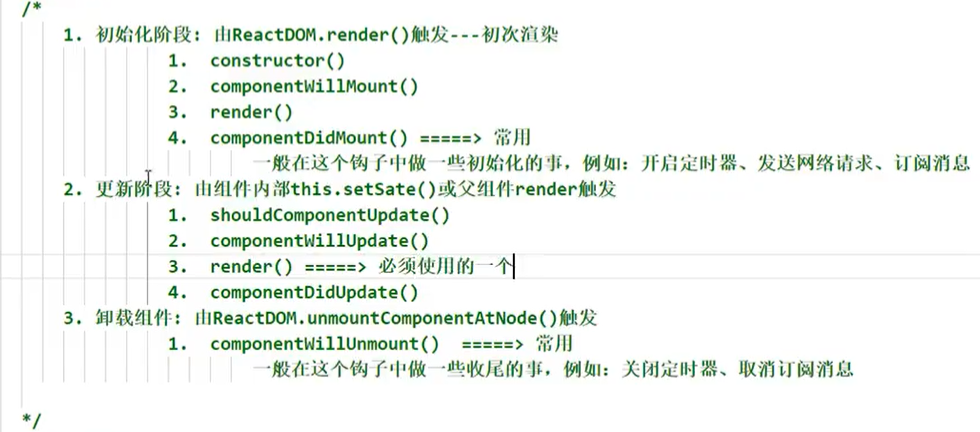 /*
1. 初始化阶段: 由ReactDOM.render()触发---初次渲染
1. constructor()
2. componentWillMount()
3. render()
4. componentDidMount() =====> 常用
一般在这个钩子中做一些初始化的事，例如：开启定时器、发送网络请求、订阅消息
2. 更新阶段: 由组件内部this.setSate()或父组件render触发
1. shouldComponentUpdate()
2. componentWillUpdate()
3. render() =====> 必须使用的一个
4. componentDidUpdate()
3. 卸载组件: 由ReactDOM.unmountComponentAtNode()触发
1. componentWillUnmount() =====> 常用
一般在这个钩子中做一些收尾的事，例如：关闭定时器、取消订阅消息
*/